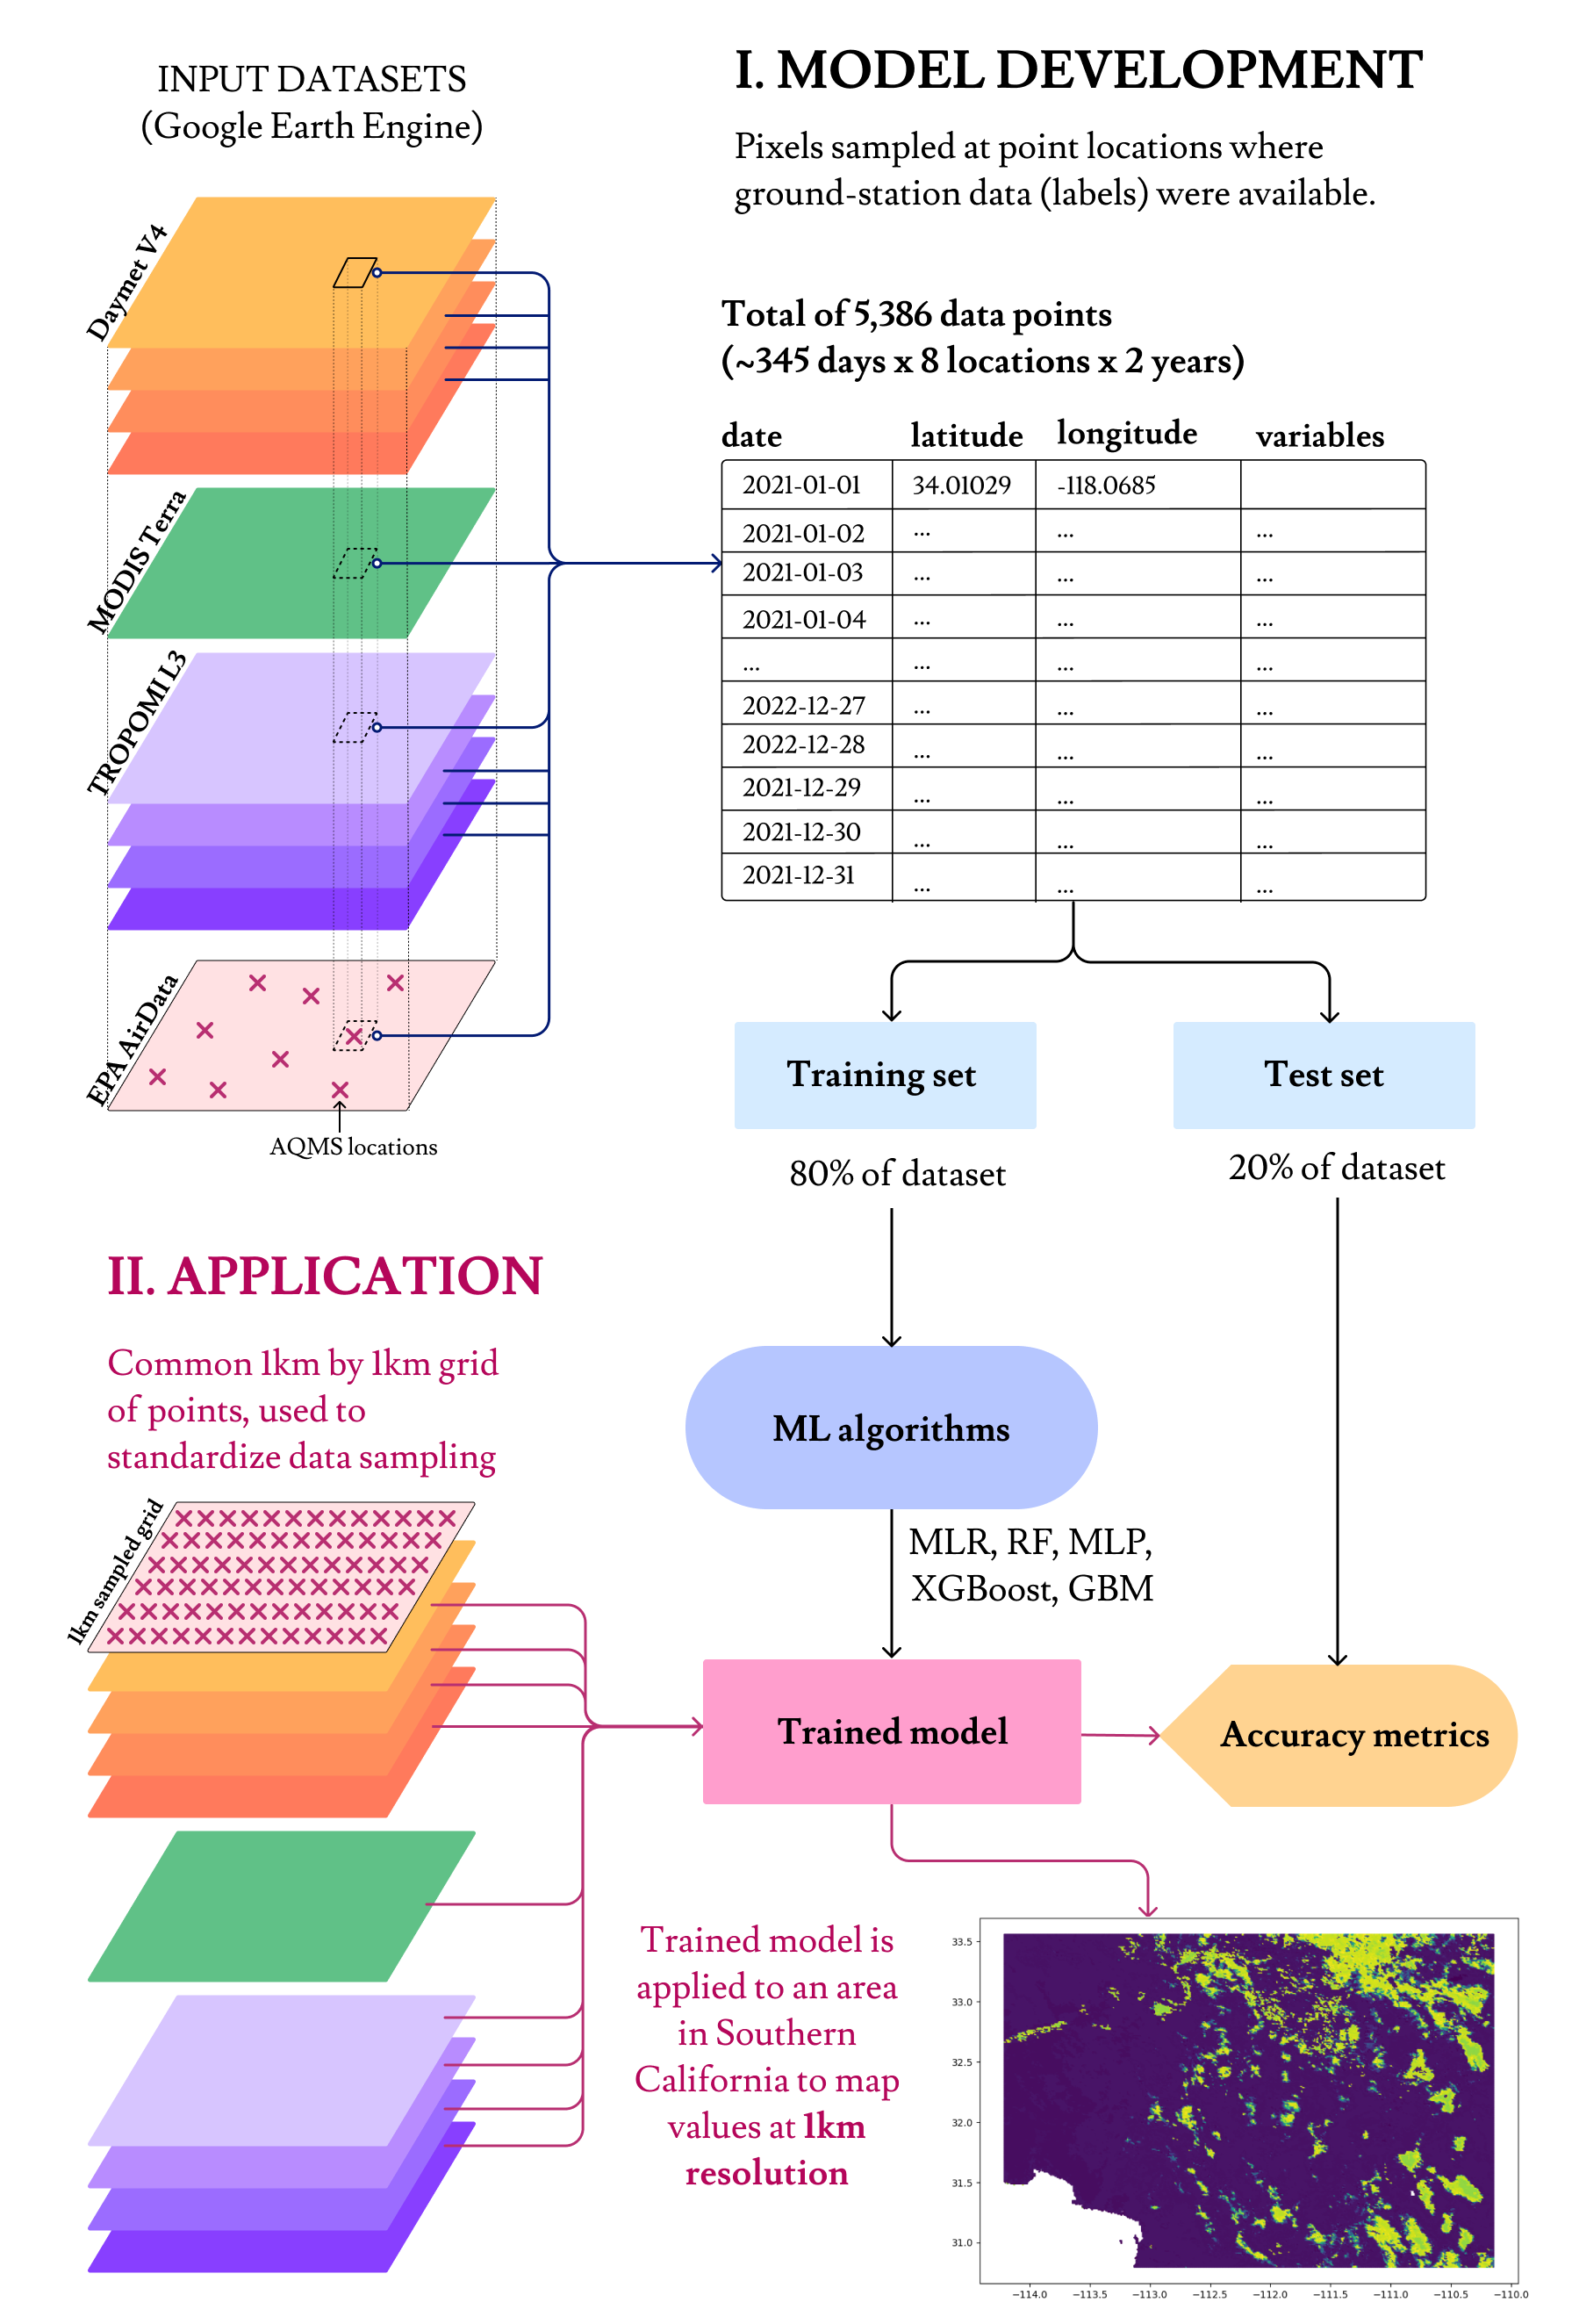 INPUT DATASETS
(Google Earth Engine)
Daymet V4
MODIS Terra
TROPOMI L3
EPA AirData
AQMS locations
I. MODEL DEVELOPMENT
Pixels sampled at point locations where
ground-station data (labels) were available.
Total of 5,386 data points
(~345 days x 8 locations x 2 years)
date latitude longitude variables
2021-01-01 34.01029 -118.0685
2021-01-02 ... ... ...
2021-01-03 ... ... ...
2021-01-04 ... ... ...
... ... ... ...
2022-12-27 ... ... ...
2022-12-28 ... ... ...
2021-12-29 ... ... ...
2021-12-30 ... ... ...
2021-12-31 ... ... ...
Training set
80% of dataset
Test set
20% of dataset
ML algorithms
MLR, RF, MLP,
XGBoost, GBM
Trained model
Accuracy metrics
II. APPLICATION
Common 1km by 1km grid
of points, used to
standardize data sampling
1km sampled grid
Trained model is
applied to an area
in Southern
California to map
values at 1km
resolution
33.5
33.0
32.5
32.0
31.5
31.0
−114.0 −113.5 −113.0 −112.5 −112.0 −111.5 −111.0 −110.5 −110.0